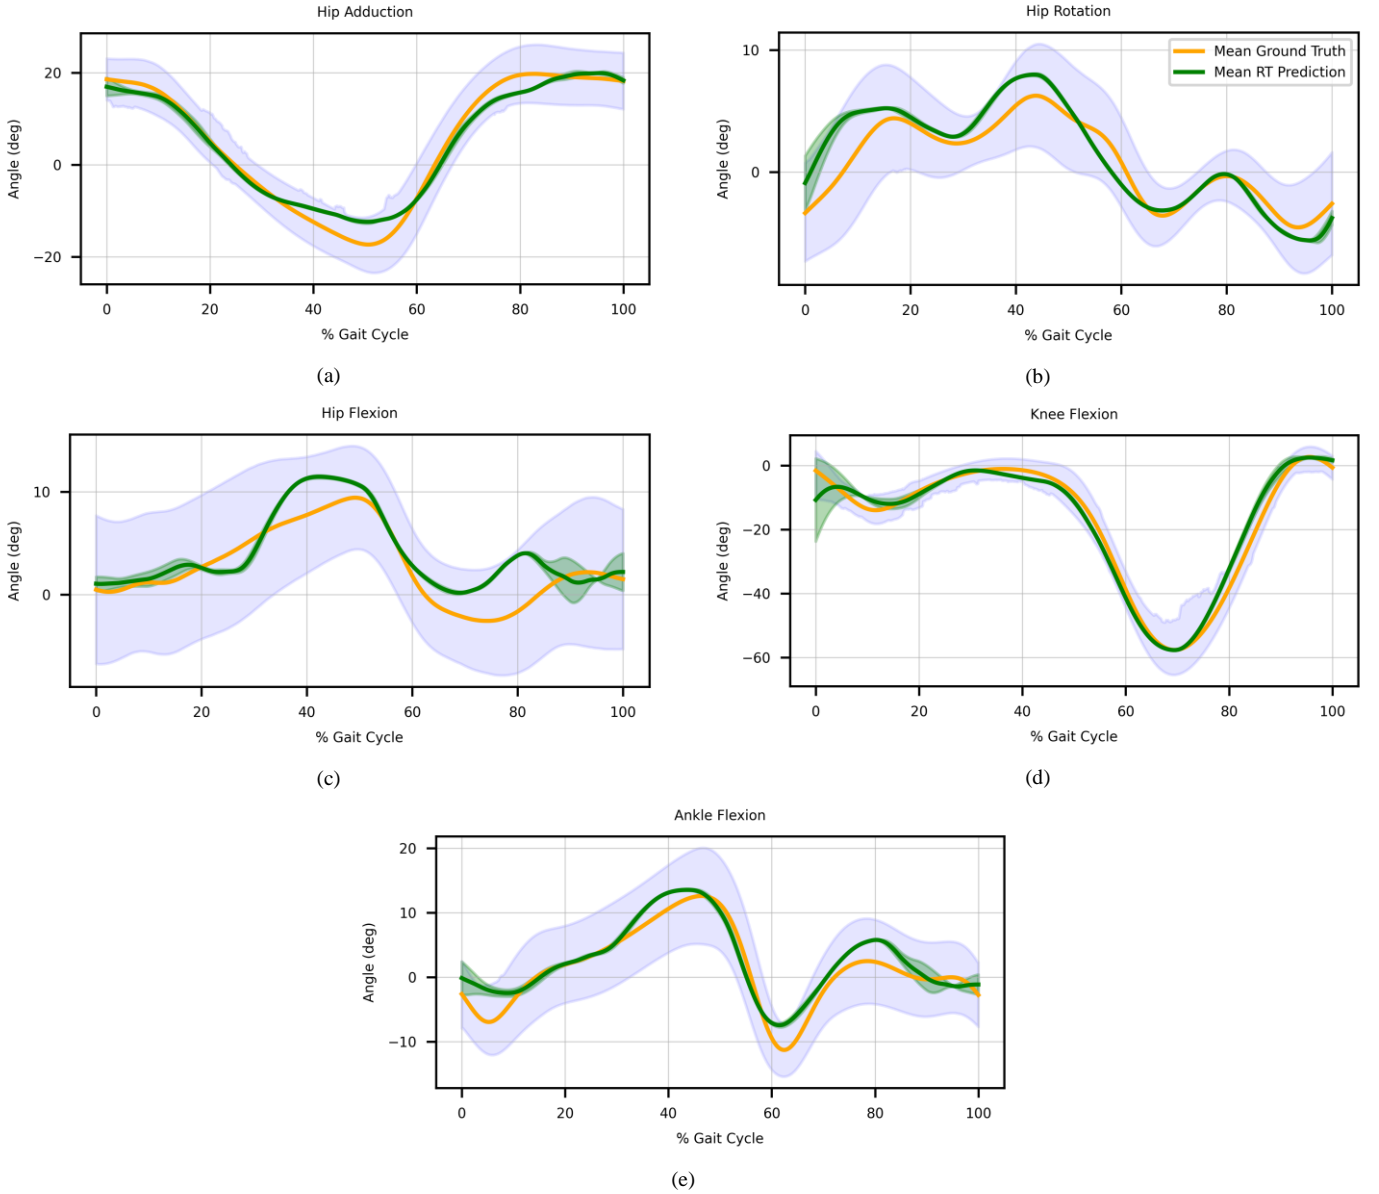 Hip Adduction
20
0
−20
Angle (deg)
0 20 40 60 80 100
% Gait Cycle
(a)
Hip Rotation
Mean Ground Truth
Mean RT Prediction
10
0
Angle (deg)
0 20 40 60 80 100
% Gait Cycle
(b)
Hip Flexion
10
0
Angle (deg)
0 20 40 60 80 100
% Gait Cycle
(c)
Knee Flexion
0
−20
−40
−60
Angle (deg)
0 20 40 60 80 100
% Gait Cycle
(d)
Ankle Flexion
20
10
0
−10
Angle (deg)
0 20 40 60 80 100
% Gait Cycle
(e)